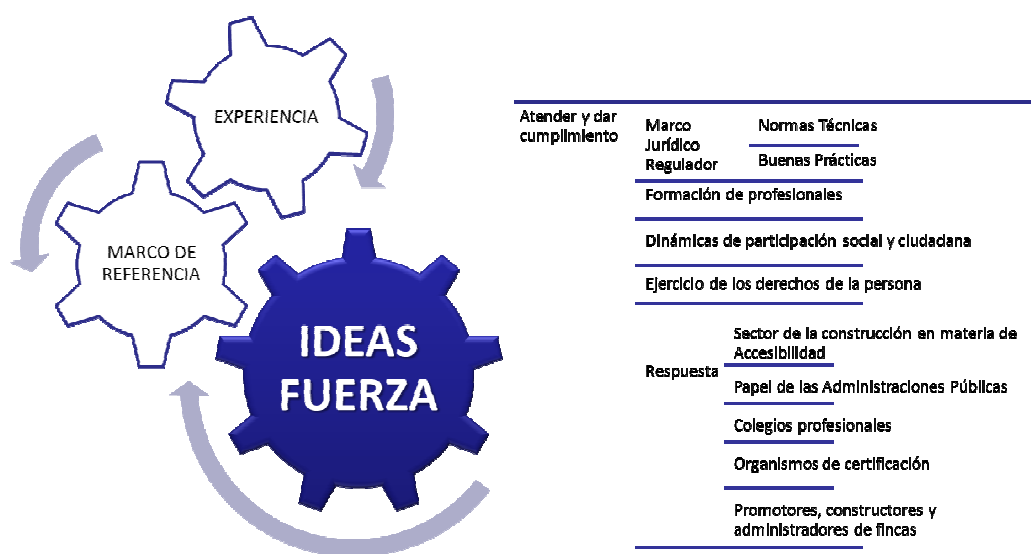 EXPERIENCIA
MARCO DE
REFERENCIA
IDEAS
FUERZA
Atender y dar
cumplimiento
Marco
Jurídico
Regulador
Normas Técnicas
Buenas Prácticas
Formación de profesionales
Dinámicas de participación social y ciudadana
Ejercicio de los derechos de la persona
Respuesta
Sector de la construcción en materia de
Accesibilidad
Papel de las Administraciones Públicas
Colegios profesionales
Organismos de certificación
Promotores, constructores y
administradores de fincas